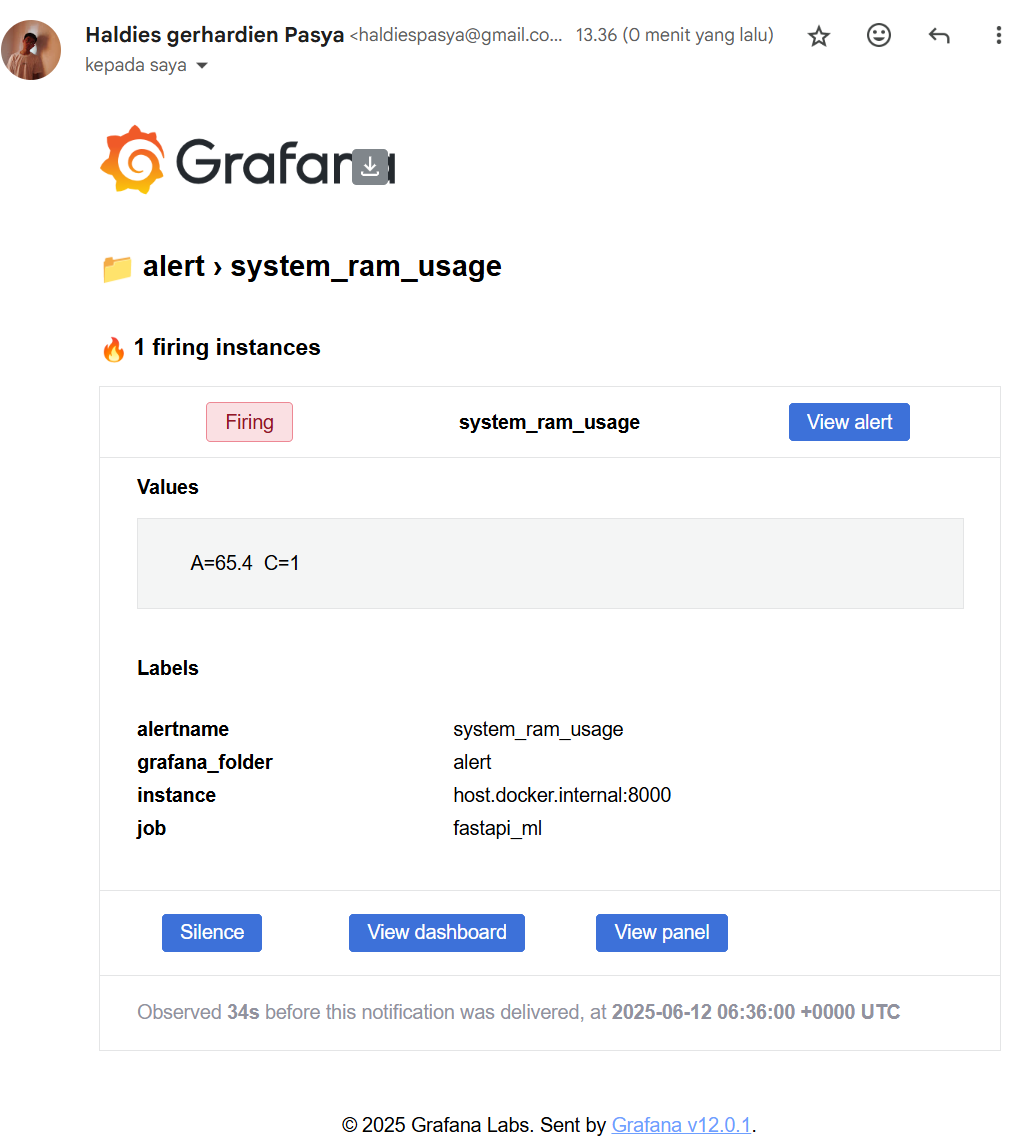 Haldies gerhardien Pasya <haldiespasya@gmail.co... 13.36 (0 menit yang lalu)
kepada saya
Grafana
alert › system_ram_usage
1 firing instances
Firing system_ram_usage View alert
Values
A=65.4 C=1
Labels
alertname system_ram_usage
grafana_folder alert
instance host.docker.internal:8000
job fastapi_ml
Silence View dashboard View panel
Observed 34s before this notification was delivered, at 2025-06-12 06:36:00 +0000 UTC
© 2025 Grafana Labs. Sent by Grafana v12.0.1.